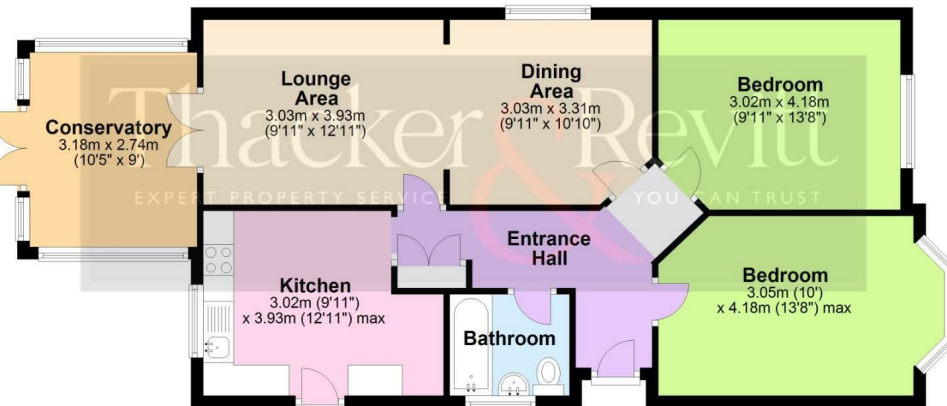 Lounge
Area
3.03m x 3.93m
(9'11" x 12'11")
Dining
Area
3.03m x 3.31m
(9'11" x 10'10")
Bedroom
3.02m x 4.18m
(9'11" x 13'8")
Conservatory
3.18m x 2.74m
(10'5" x 9')
Thacker & Revitt
EXPERT PROPERTY SERVICE YOU CAN TRUST
Entrance
Hall
Kitchen
3.02m (9'11")
x 3.93m (12'11") max
Bedroom
3.05m (10')
x 4.18m (13'8") max
Bathroom